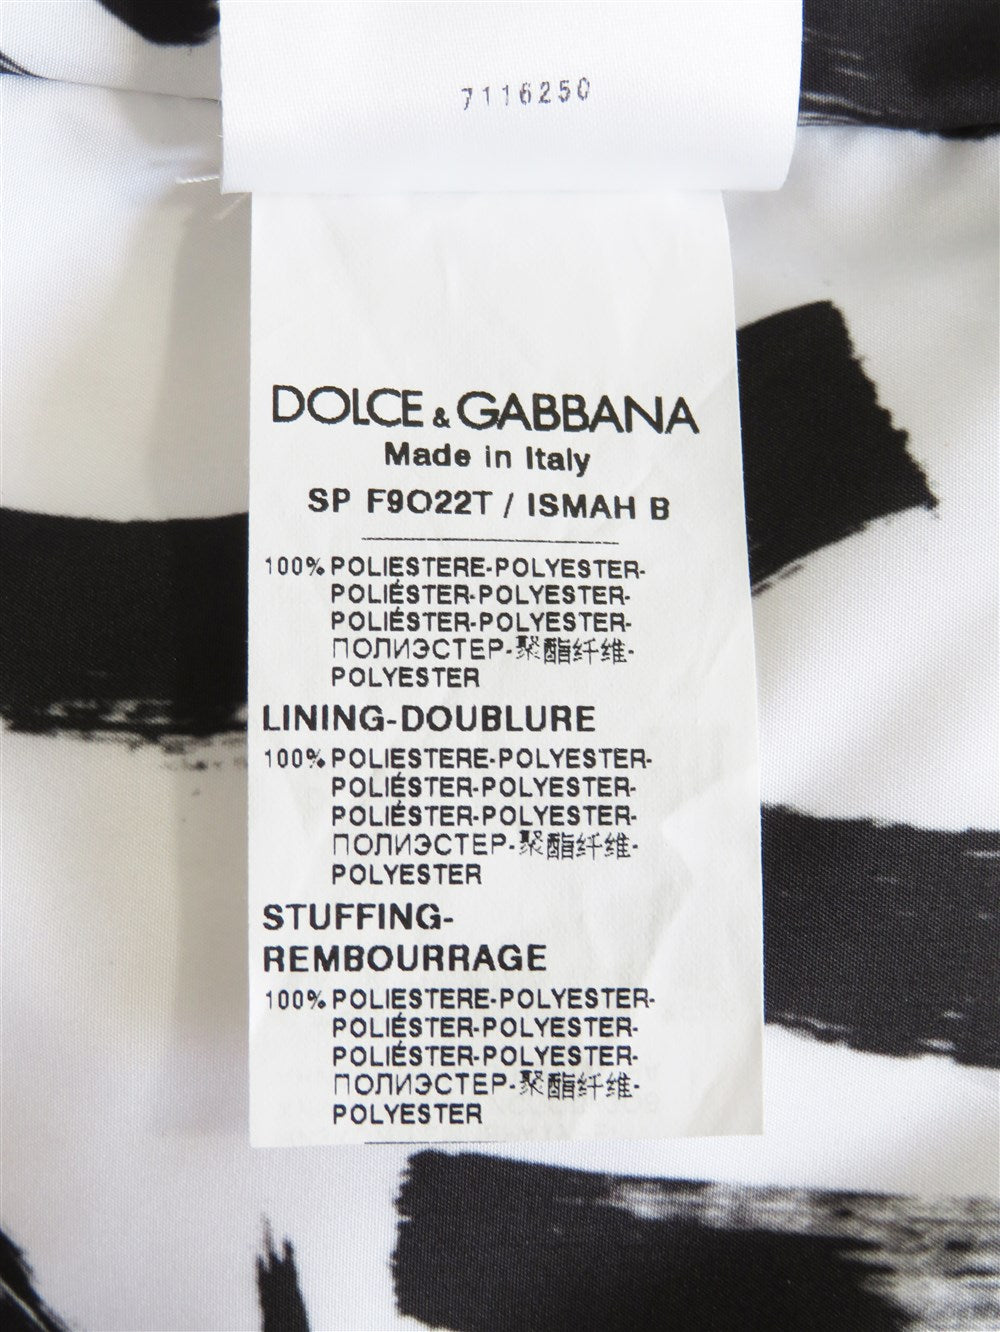 7116250
DOLCE & GABBANA
Made in Italy
SP F9O22T / ISMAH B
100% POLIESTERE-POLYESTER-
POLIÉSTER-POLYESTER-
POLIÉSTER-POLYESTER-
ПОЛИЭСТЕР-聚酯纤维-
POLYESTER
LINING-DOUBLURE
100% POLIESTERE-POLYESTER-
POLIÉSTER-POLYESTER-
POLIÉSTER-POLYESTER-
ПОЛИЭСТЕР-聚酯纤维-
POLYESTER
STUFFING-
REMBOURRAGE
100% POLIESTERE-POLYESTER-
POLIÉSTER-POLYESTER-
POLIÉSTER-POLYESTER-
ПОЛИЭСТЕР-聚酯纤维-
POLYESTER